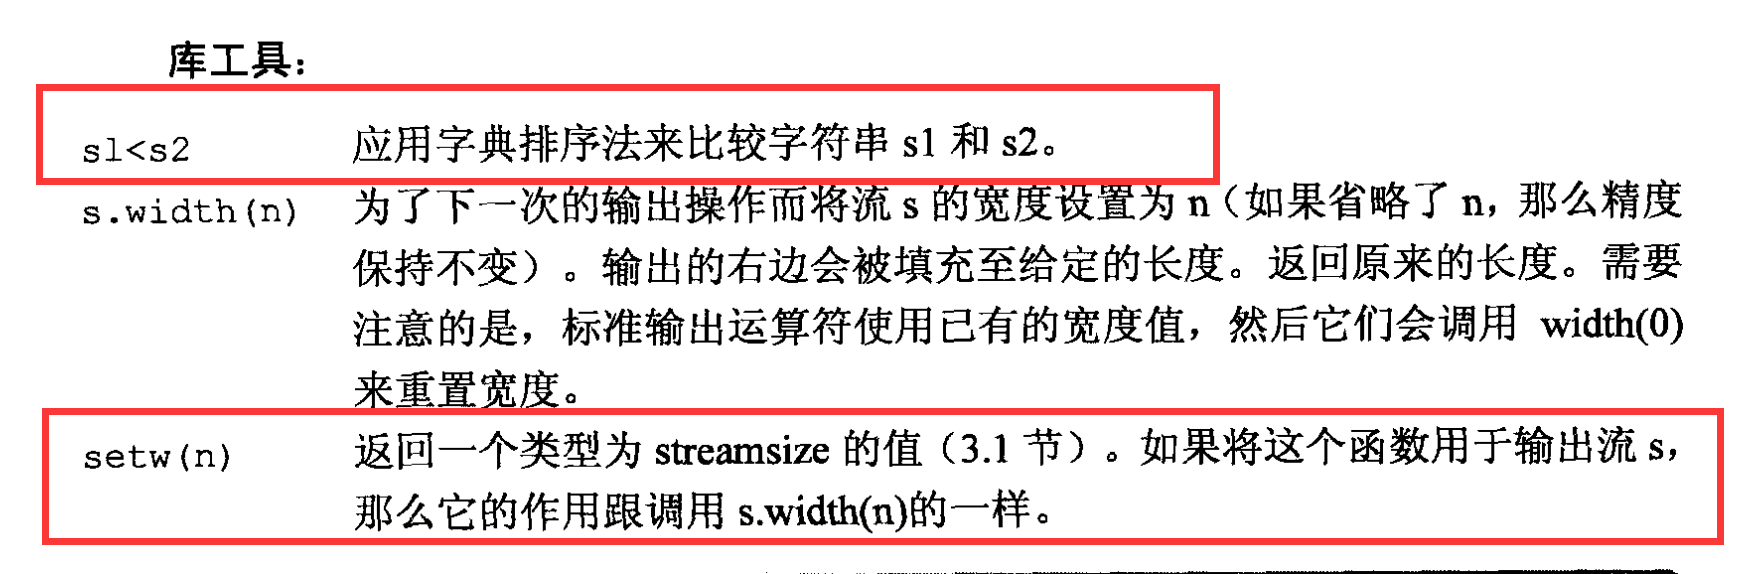 库工具：
s1<s2 应用字典排序法来比较字符串 s1 和 s2。
s.width(n) 为了下一次的输出操作而将流 s 的宽度设置为 n（如果省略了 n，那么精度
保持不变）。输出的右边会被填充至给定的长度。返回原来的长度。需要
注意的是，标准输出运算符使用已有的宽度值，然后它们会调用 width(0)
来重置宽度。
setw(n) 返回一个类型为 streamsize 的值（3.1 节）。如果将这个函数用于输出流 s，
那么它的作用跟调用 s.width(n)的一样。